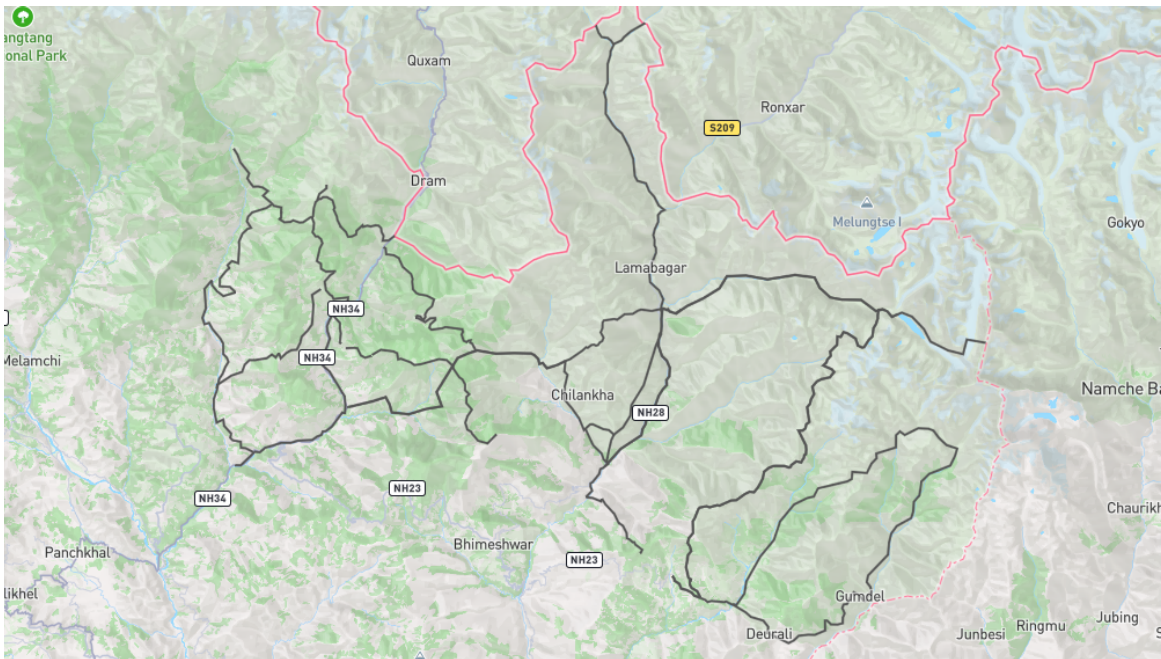 angtang
ional Park
Quxam
Ronxar
S209
Dram
Melungtse I
Gokyo
Lamabagar
NH34
NH34
Melamchi
Chilankha
Namche Ba
NH28
NH23
NH34
Chaurikh
Panchkhal
Bhimeshwar
NH23
likhel
Gumdel
Jubing
Ringmu
Deurali
Junbesi
S